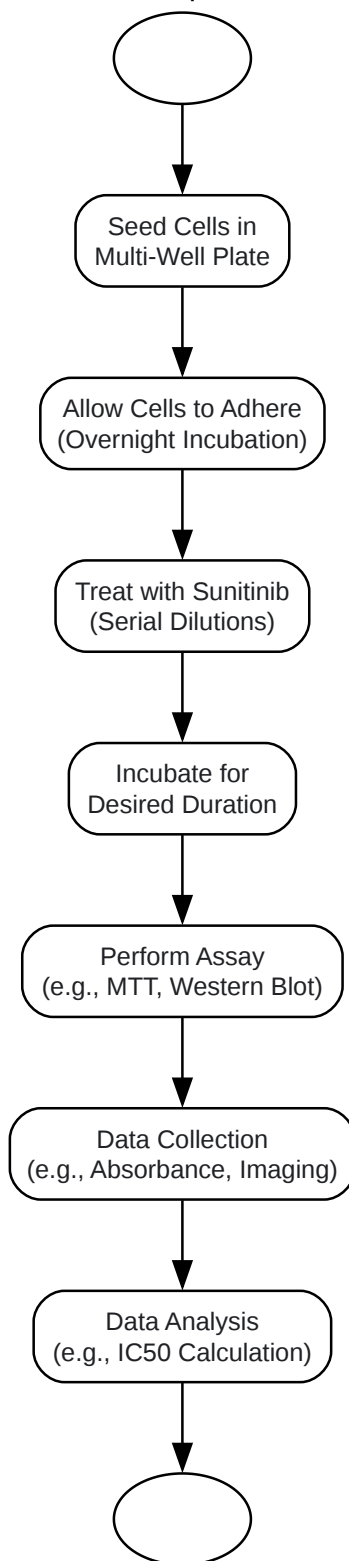 Seed Cells in
Multi-Well Plate
Allow Cells to Adhere
(Overnight Incubation)
Treat with Sunitinib
(Serial Dilutions)
Incubate for
Desired Duration
Perform Assay
(e.g., MTT, Western Blot)
Data Collection
(e.g., Absorbance, Imaging)
Data Analysis
(e.g., IC50 Calculation)